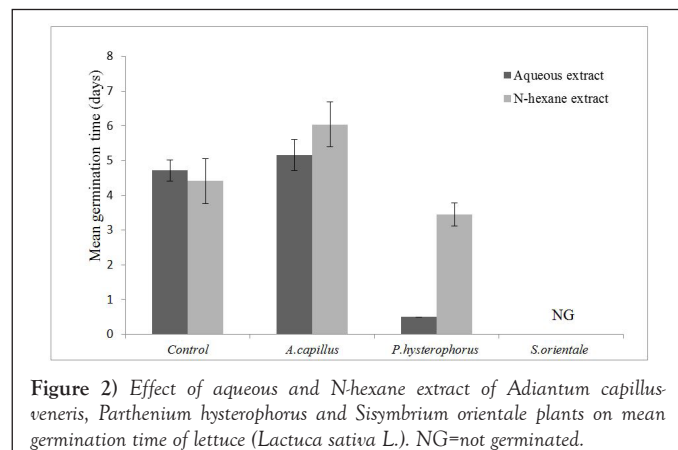 8
7
6
5
4
3
2
1
0
Mean germination time (days)
Aqueous extract
N-hexane extract
NG
Control A.capillus P.hysterophorus S.orientale
Figure 2) Effect of aqueous and N-hexane extract of Adiantum capillus-
veneris, Parthenium hysterophorus and Sisymbrium orientale plants on mean
germination time of lettuce (Lactuca sativa L.). NG=not germinated.